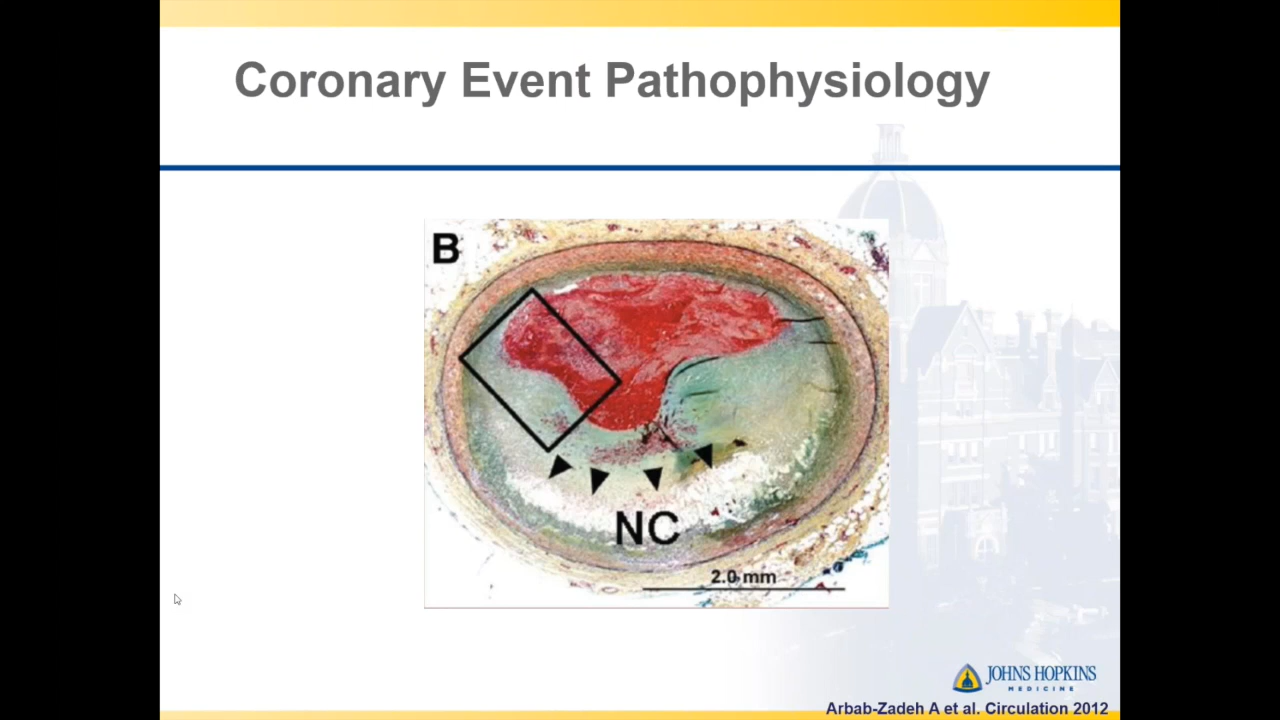 Coronary Event Pathophysiology
B
NC
2.0 mm
JOHNS HOPKINS
MEDICINE
Arbab-Zadeh A et al. Circulation 2012